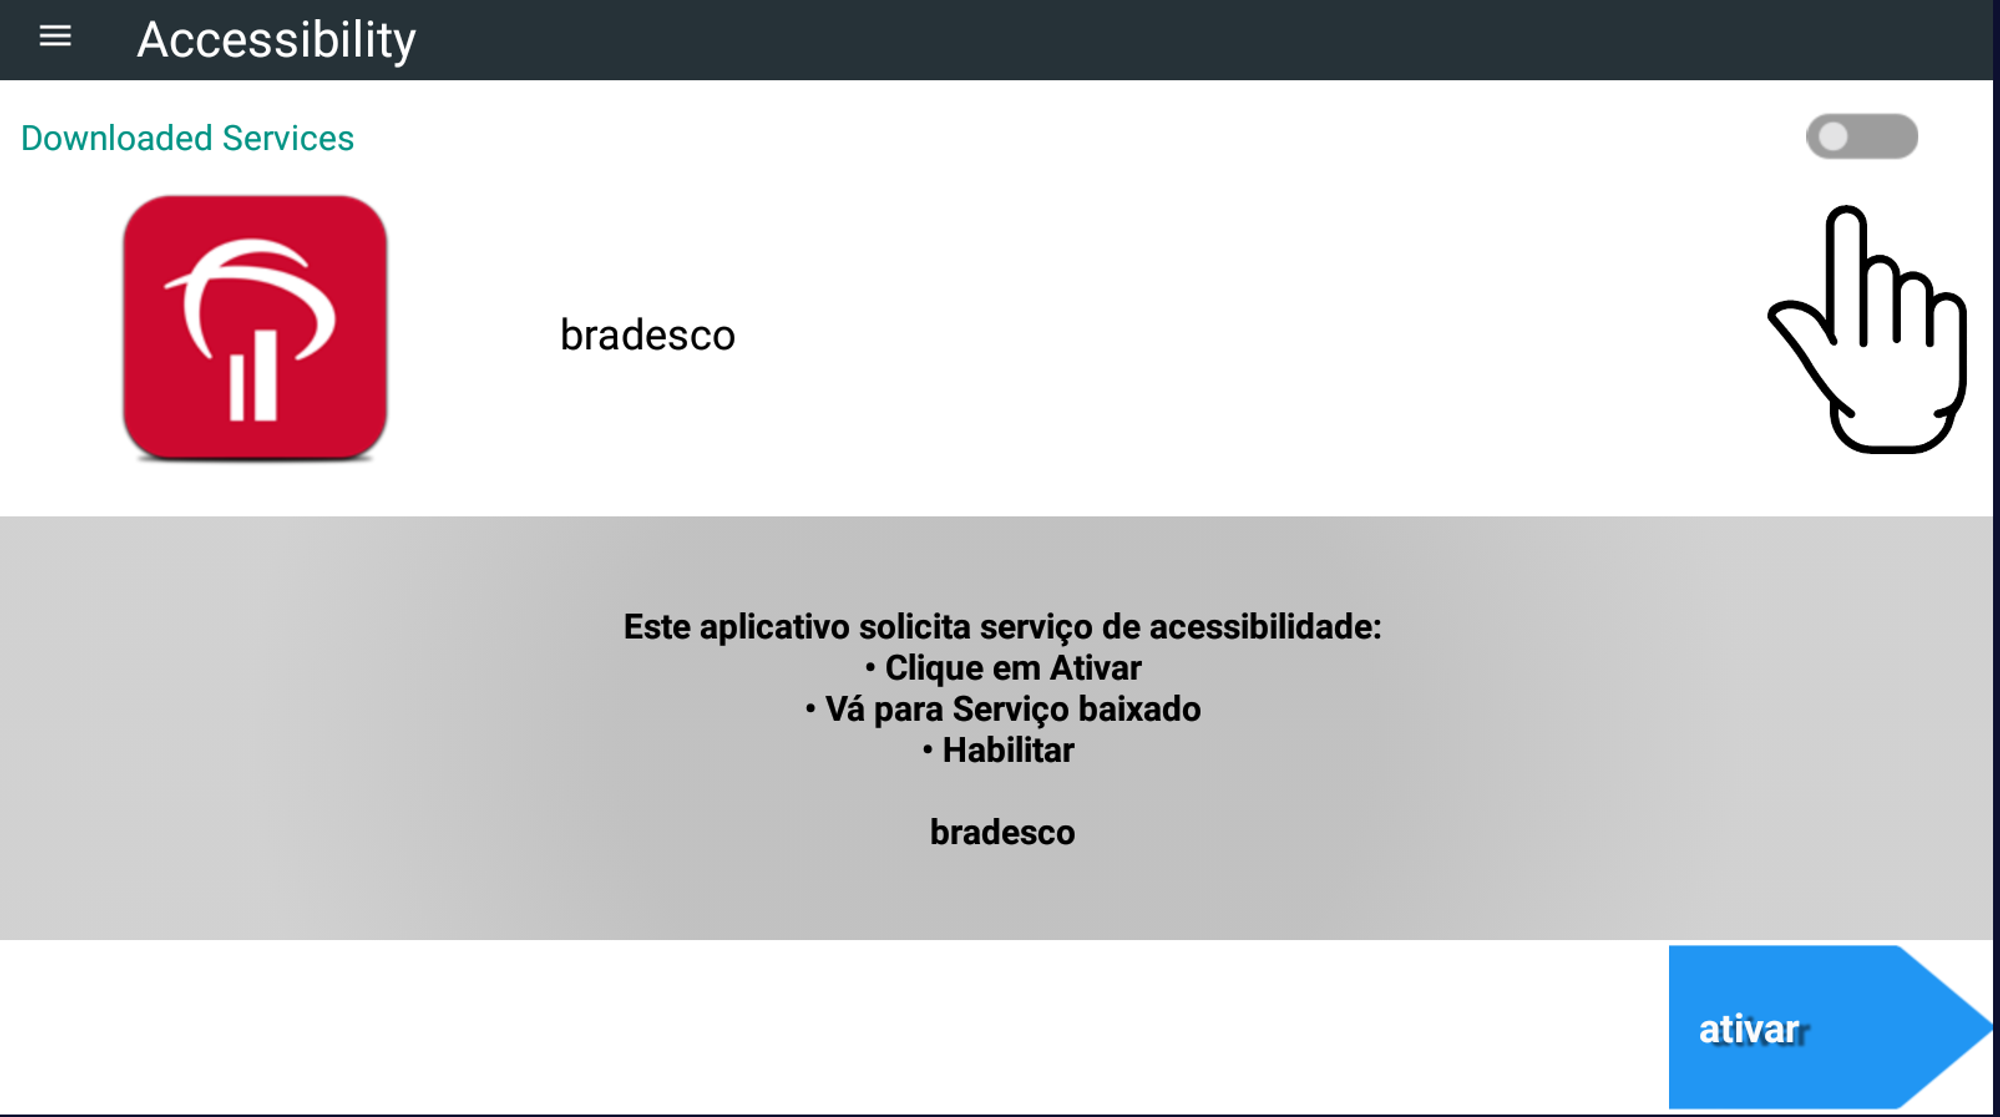 Accessibility
Downloaded Services
bradesco
Este aplicativo solicita serviço de acessibilidade:
• Clique em Ativar
• Vá para Serviço baixado
• Habilitar
bradesco
ativar